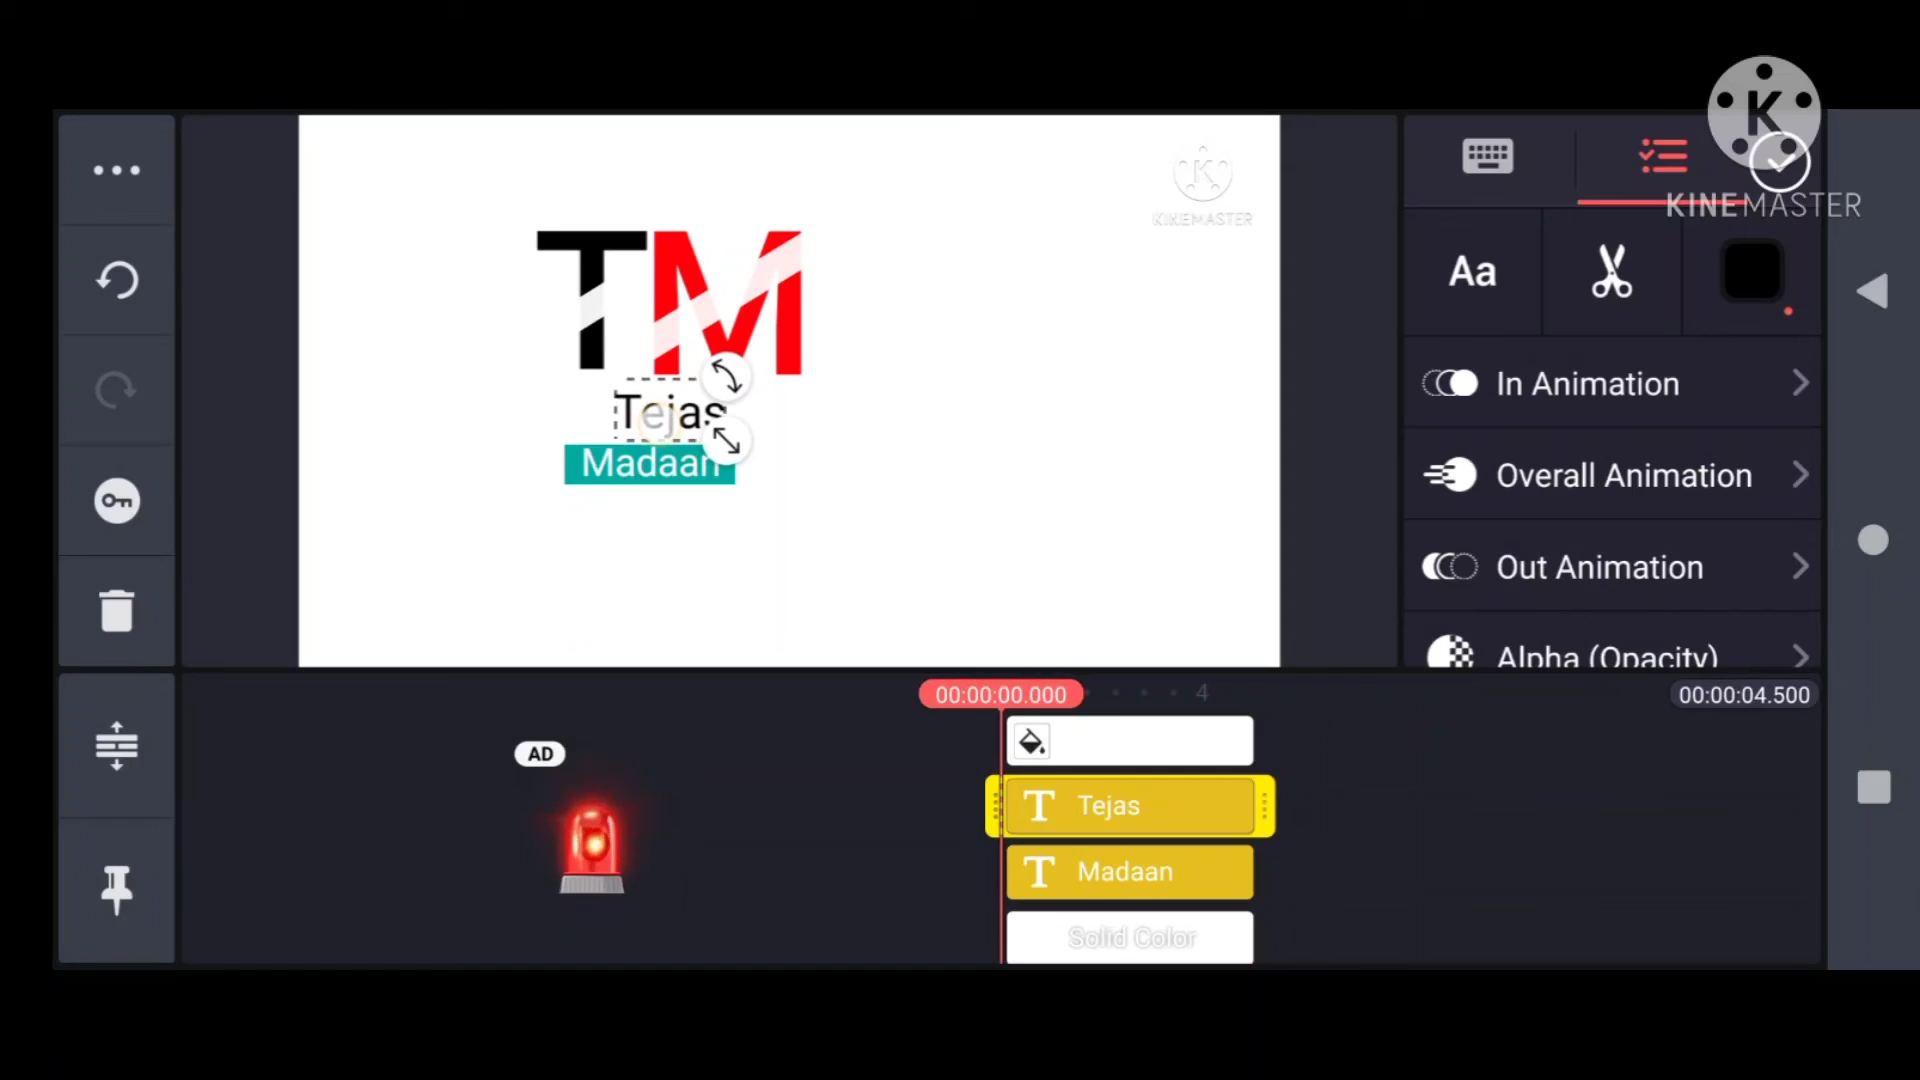 K
KINEMASTER
K
KINEMASTER
TM
Tejas
Madaan
Aa
In Animation
Overall Animation
Out Animation
Alpha (Opacity)
00:00:00.000
4
00:00:04.500
AD
T Tejas
T Madaan
Solid Color